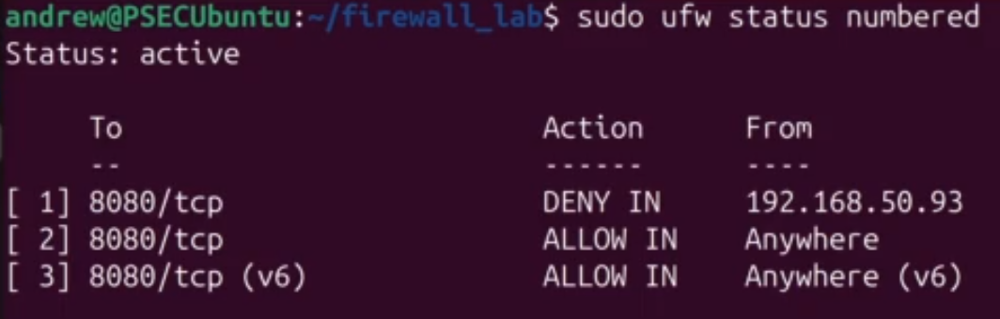 andrew@PSECUbuntu:~/firewall_lab$ sudo ufw status numbered
Status: active
To Action From
-- ------ ----
[ 1] 8080/tcp DENY IN 192.168.50.93
[ 2] 8080/tcp ALLOW IN Anywhere
[ 3] 8080/tcp (v6) ALLOW IN Anywhere (v6)